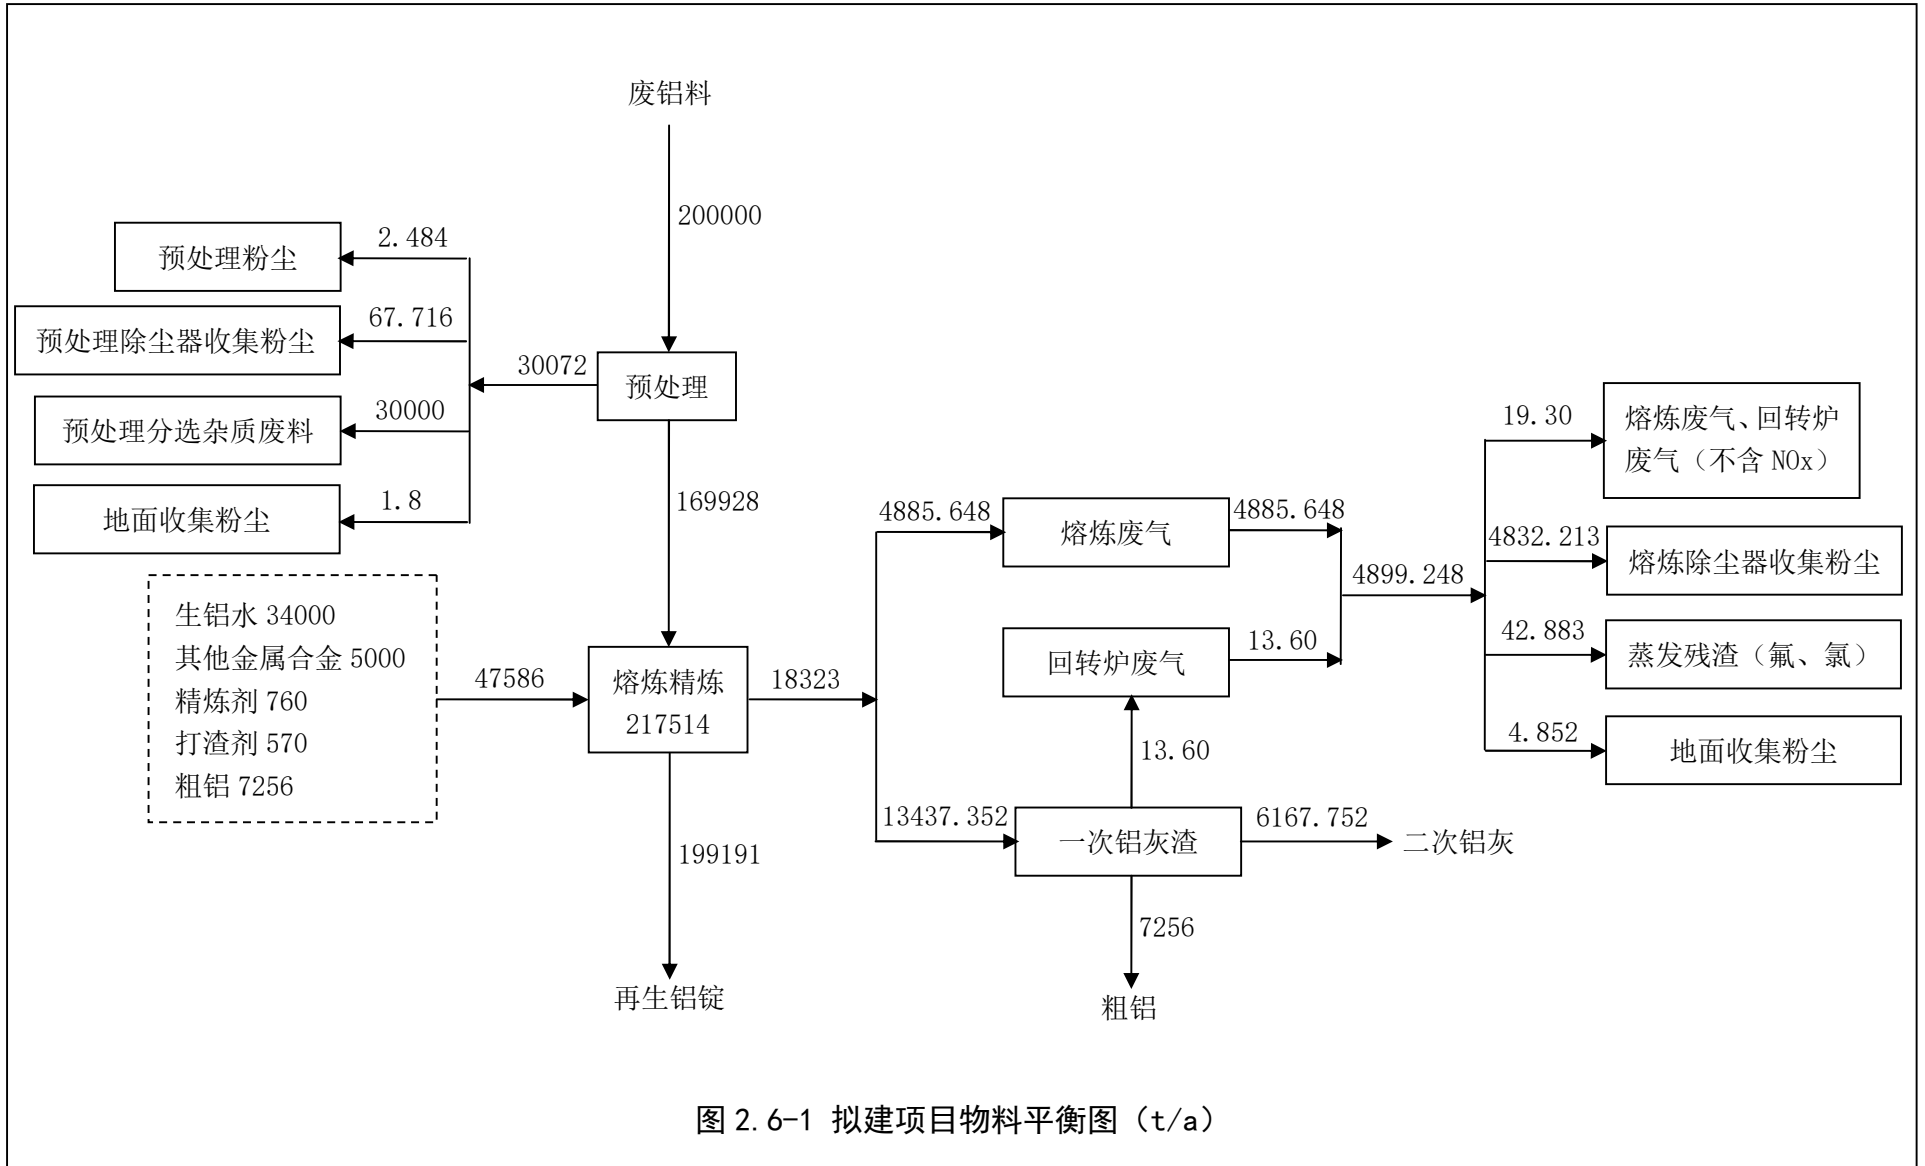 废铝料
200000
预处理粉尘
2.484
预处理除尘器收集粉尘
67.716
预处理分选杂质废料
30000
地面收集粉尘
1.8
30072
预处理
169928
生铝水 34000
其他金属合金 5000
精炼剂 760
打渣剂 570
粗铝 7256
47586
熔炼精炼
217514
18323
199191
再生铝锭
4885.648
熔炼废气
4885.648
回转炉废气
13.60
13.60
13437.352
一次铝灰渣
6167.752
二次铝灰
7256
粗铝
4899.248
19.30
熔炼废气、回转炉
废气（不含 NOx）
4832.213
熔炼除尘器收集粉尘
42.883
蒸发残渣（氟、氯）
4.852
地面收集粉尘
图 2.6-1 拟建项目物料平衡图（t/a）